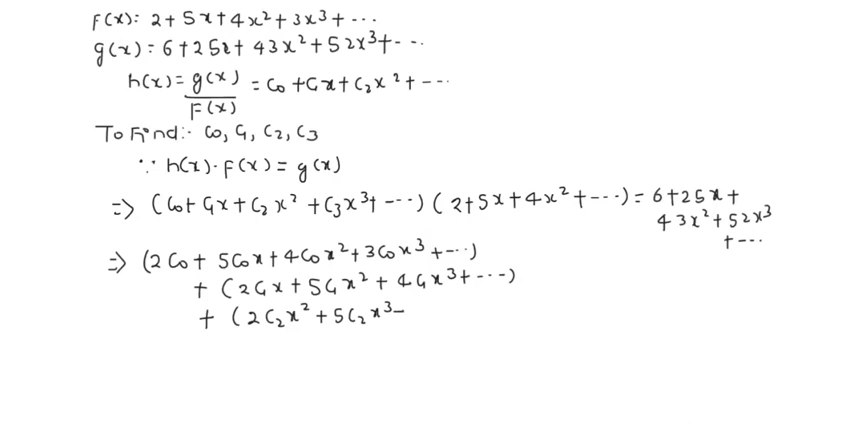 F(x): 2 + 5x + 4x² + 3x³ + ...
g(x): 6 + 25x + 43x² + 52x³ + ...
h(x) = g(x)/F(x) = C₀ + C₁x + C₂x² + ...
To Find:- C₀, C₁, C₂, C₃
∵ h(x)·F(x) = g(x)
=> (C₀ + C₁x + C₂x² + C₃x³ + ...) (2 + 5x + 4x² + ...) = 6 + 25x +
43x² + 52x³
+ ...
=> (2C₀ + 5C₀x + 4C₀x² + 3C₀x³ + ...)
+ (2C₁x + 5C₁x² + 4C₁x³ + ...)
+ (2C₂x² + 5C₂x³ -